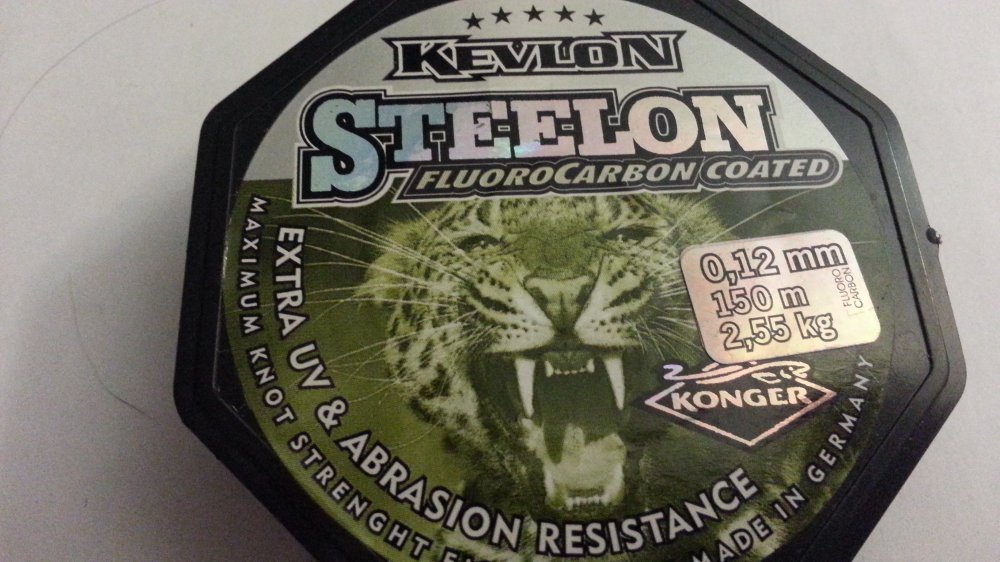 KEVLON
STEELON
FLUOROCARBON COATED
0,12 mm
150 m
2,55 kg
FLUORO
CARBON
KONGER
EXTRA UV & ABRASION RESISTANCE
MAXIMUM KNOT STRENGHT
MADE IN GERMANY